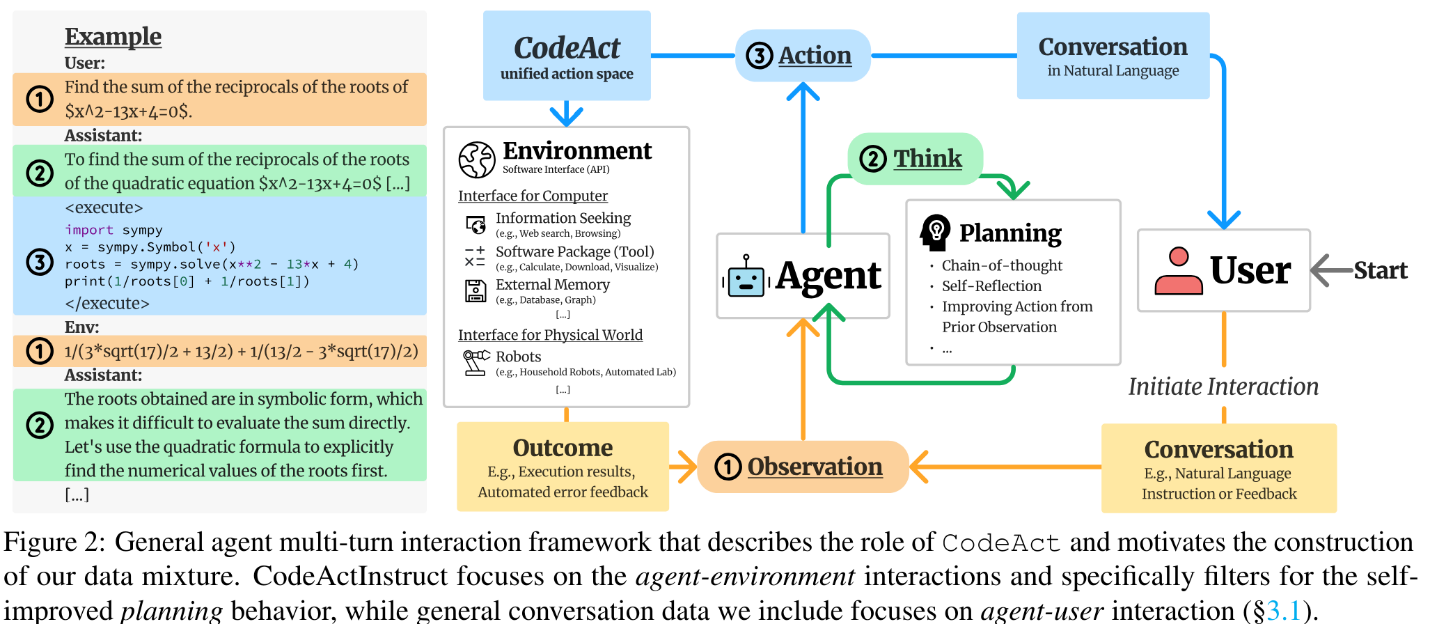 Example
User:
① Find the sum of the reciprocals of the roots of
$x^2-13x+4=0$.
Assistant:
② To find the sum of the reciprocals of the roots
of the quadratic equation $x^2-13x+4=0$ [...]
<execute>
③ import sympy
x = sympy.Symbol('x')
roots = sympy.solve(x**2 - 13*x + 4)
print(1/roots[0] + 1/roots[1])
</execute>
Env:
① 1/(3*sqrt(17)/2 + 13/2) + 1/(13/2 - 3*sqrt(17)/2)
Assistant:
② The roots obtained are in symbolic form, which
makes it difficult to evaluate the sum directly.
Let's use the quadratic formula to explicitly
find the numerical values of the roots first.
[...]
CodeAct
unified action space
③ Action
Conversation
in Natural Language
Environment
Software Interface (API)
Interface for Computer
Information Seeking
(e.g., Web search, Browsing)
Software Package (Tool)
(e.g., Calculate, Download, Visualize)
External Memory
(e.g., Database, Graph)
[...]
Interface for Physical World
Robots
(e.g., Household Robots, Automated Lab)
[...]
② Think
Agent
Planning
· Chain-of-thought
· Self-Reflection
· Improving Action from
Prior Observation
· ...
User
Start
Initiate Interaction
Outcome
E.g., Execution results,
Automated error feedback
① Observation
Conversation
E.g., Natural Language
Instruction or Feedback
Figure 2: General agent multi-turn interaction framework that describes the role of CodeAct and motivates the construction
of our data mixture. CodeActInstruct focuses on the agent-environment interactions and specifically filters for the self-
improved planning behavior, while general conversation data we include focuses on agent-user interaction (§3.1).